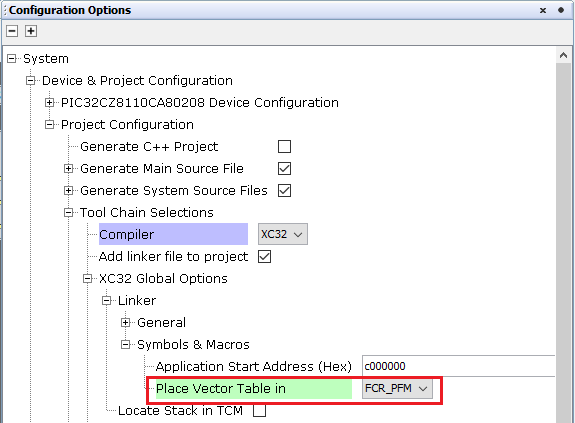 Configuration Options
System
Device & Project Configuration
PIC32CZ8110CA80208 Device Configuration
Project Configuration
Generate C++ Project
Generate Main Source File
Generate System Source Files
Tool Chain Selections
Compiler XC32
Add linker file to project
XC32 Global Options
Linker
General
Symbols & Macros
Application Start Address (Hex) c000000
Place Vector Table in FCR_PFM
Locate Stack in TCM